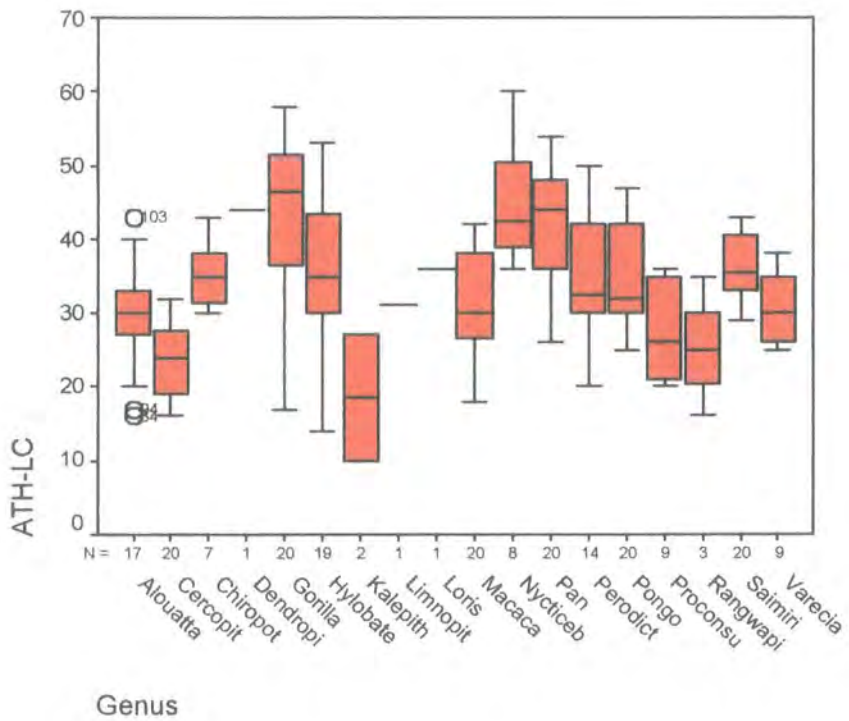 70
60
50
40
30
20
10
0
ATH-LC
103
34
N = 17 20 7 1 20 19 2 1 1 20 8 20 14 20 9 3 20 9
Alouatta
Cercopit
Chiropot
Dendropi
Gorilla
Hylobate
Kalepith
Limnopit
Loris
Macaca
Nycticeb
Pan
Perodict
Pongo
Proconsu
Rangwapi
Saimiri
Varecia
Genus